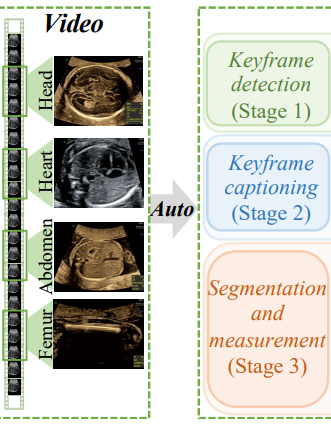 Video
Head
Heart
Abdomen
Femur
Auto
Keyframe
detection
(Stage 1)
Keyframe
captioning
(Stage 2)
Segmentation
and
measurement
(Stage 3)